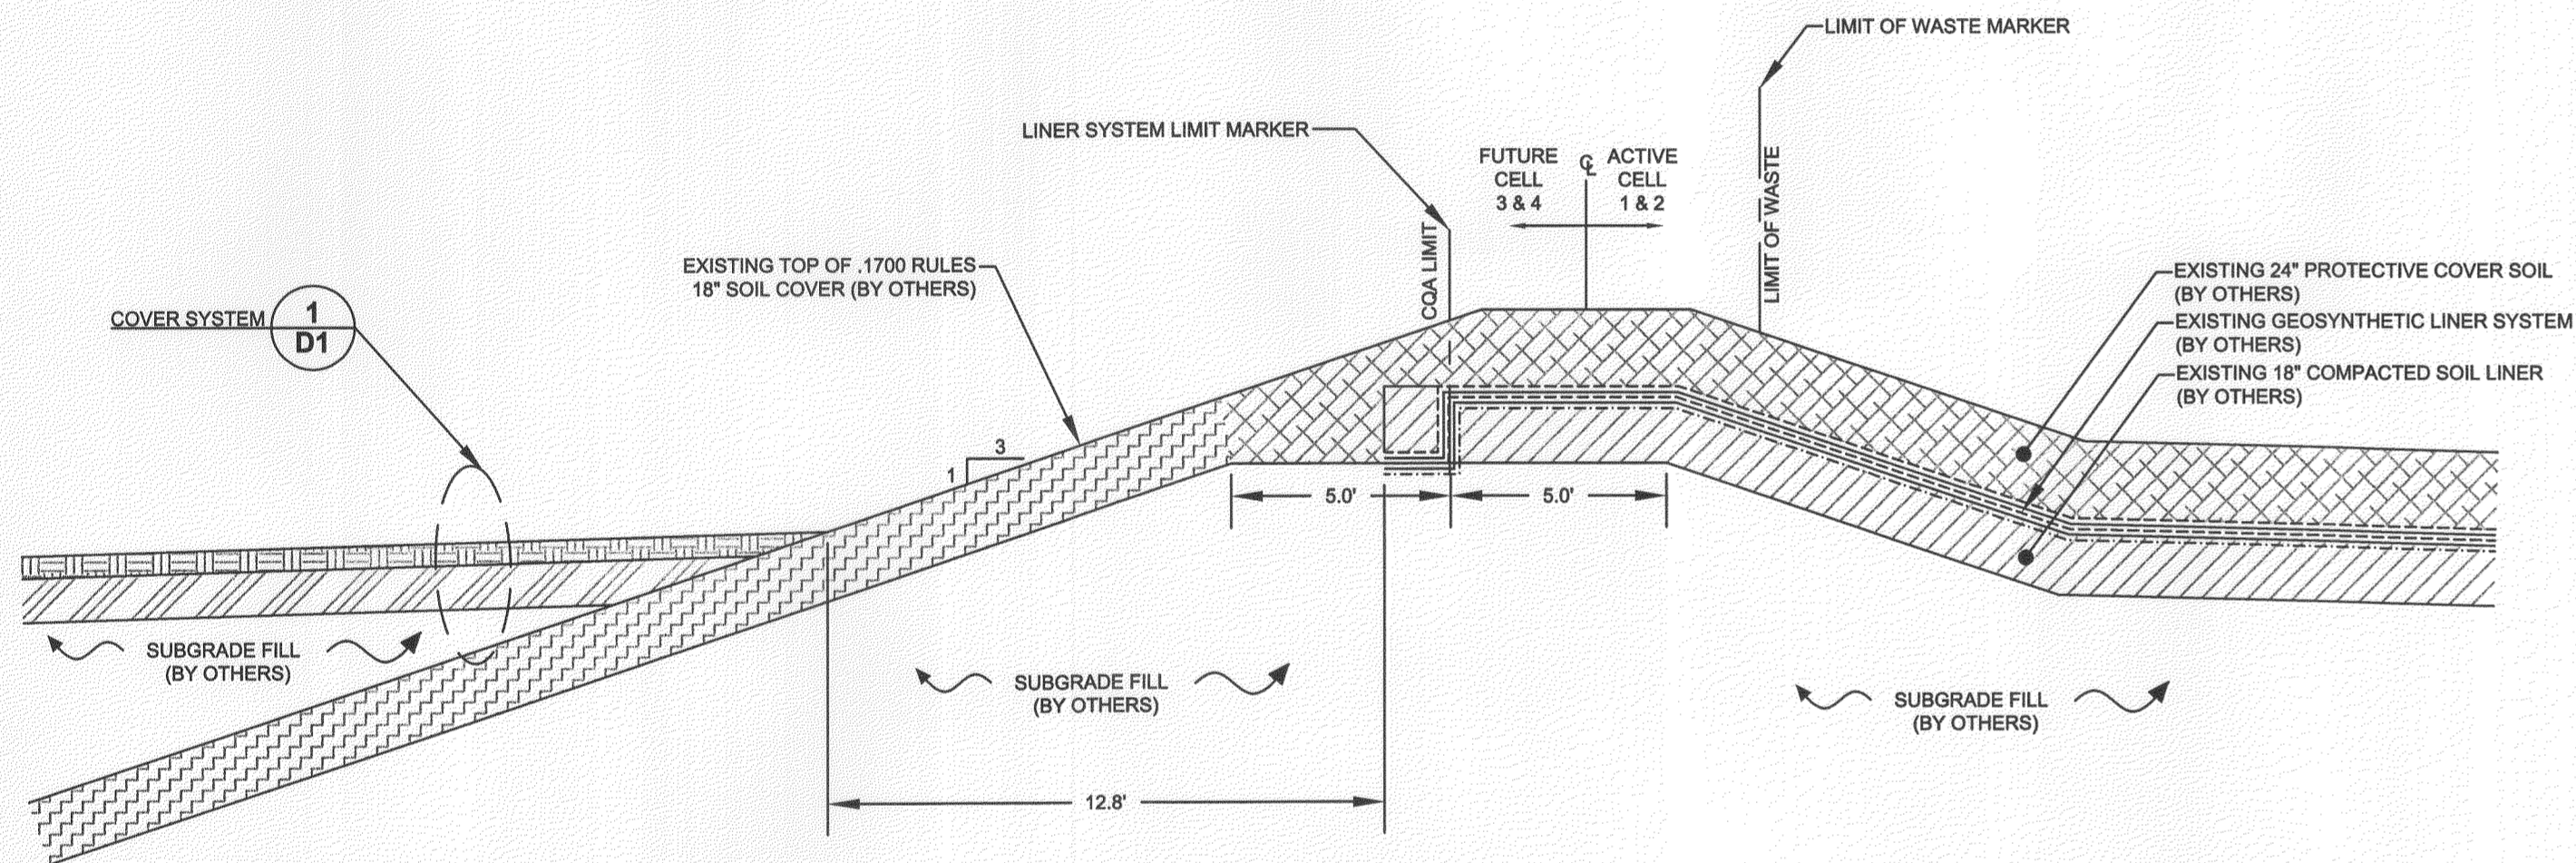 LIMIT OF WASTE MARKER
LINER SYSTEM LIMIT MARKER
FUTURE
CELL
3 & 4
℄
ACTIVE
CELL
1 & 2
CQA LIMIT
LIMIT OF WASTE
EXISTING TOP OF .1700 RULES
18" SOIL COVER (BY OTHERS)
EXISTING 24" PROTECTIVE COVER SOIL
(BY OTHERS)
EXISTING GEOSYNTHETIC LINER SYSTEM
(BY OTHERS)
EXISTING 18" COMPACTED SOIL LINER
(BY OTHERS)
COVER SYSTEM
1
D1
3
1
5.0'
5.0'
SUBGRADE FILL
(BY OTHERS)
SUBGRADE FILL
(BY OTHERS)
SUBGRADE FILL
(BY OTHERS)
12.8'